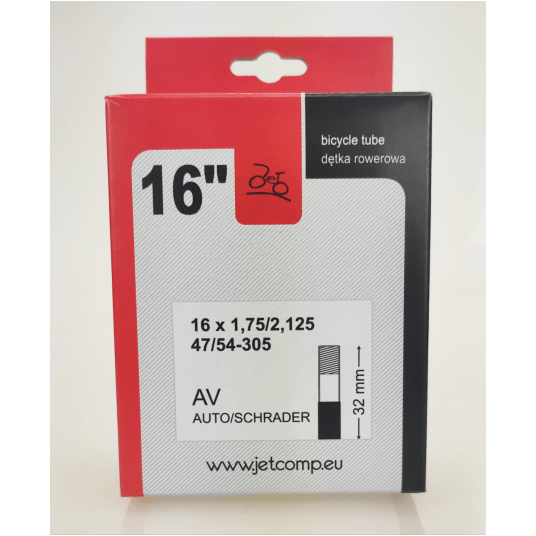 bicycle tube
dętka rowerowa
16"
Jet
16 x 1,75/2,125
47/54-305
AV
AUTO/SCHRADER
32 mm
www.jetcomp.eu